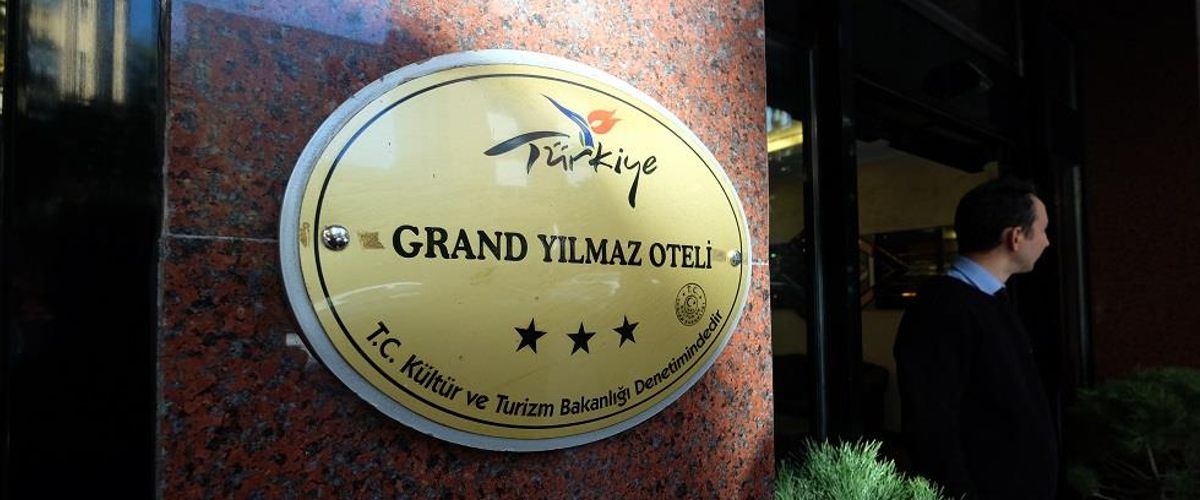 Türkiye
GRAND YILMAZ OTELİ
T.C.
T.C. Kültür ve Turizm Bakanlığı Denetimindedir